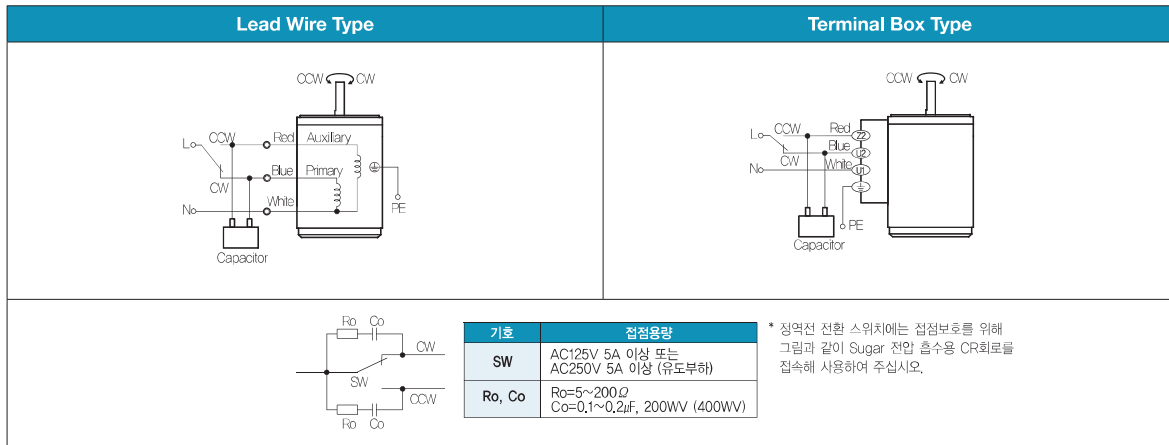 Lead Wire Type
CCW CW
L CCW Red Auxiliary
Blue Primary
CW
White
N
PE
Capacitor
Terminal Box Type
CCW CW
L CCW Red Z2
Blue U2
CW
N White U1
PE
Capacitor
Ro Co
CW
SW
CCW
Ro Co
기호 접점용량
SW AC125V 5A 이상 또는
AC250V 5A 이상 (유도부하)
Ro, Co Ro=5~200Ω
Co=0.1~0.2μF, 200WV (400WV)
* 정역전 전환 스위치에는 접점보호를 위해
그림과 같이 Sugar 전압 흡수용 CR회로를
접속해 사용하여 주십시오.